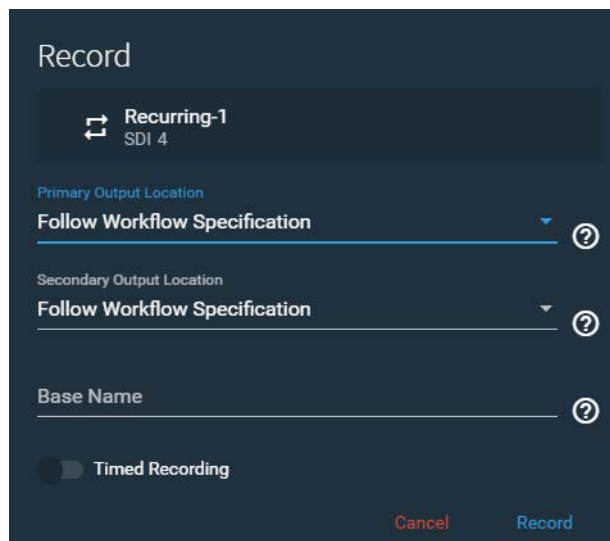 Record
Recurring-1
SDI 4
Primary Output Location
Follow Workflow Specification
Secondary Output Location
Follow Workflow Specification
Base Name
Timed Recording
Cancel Record